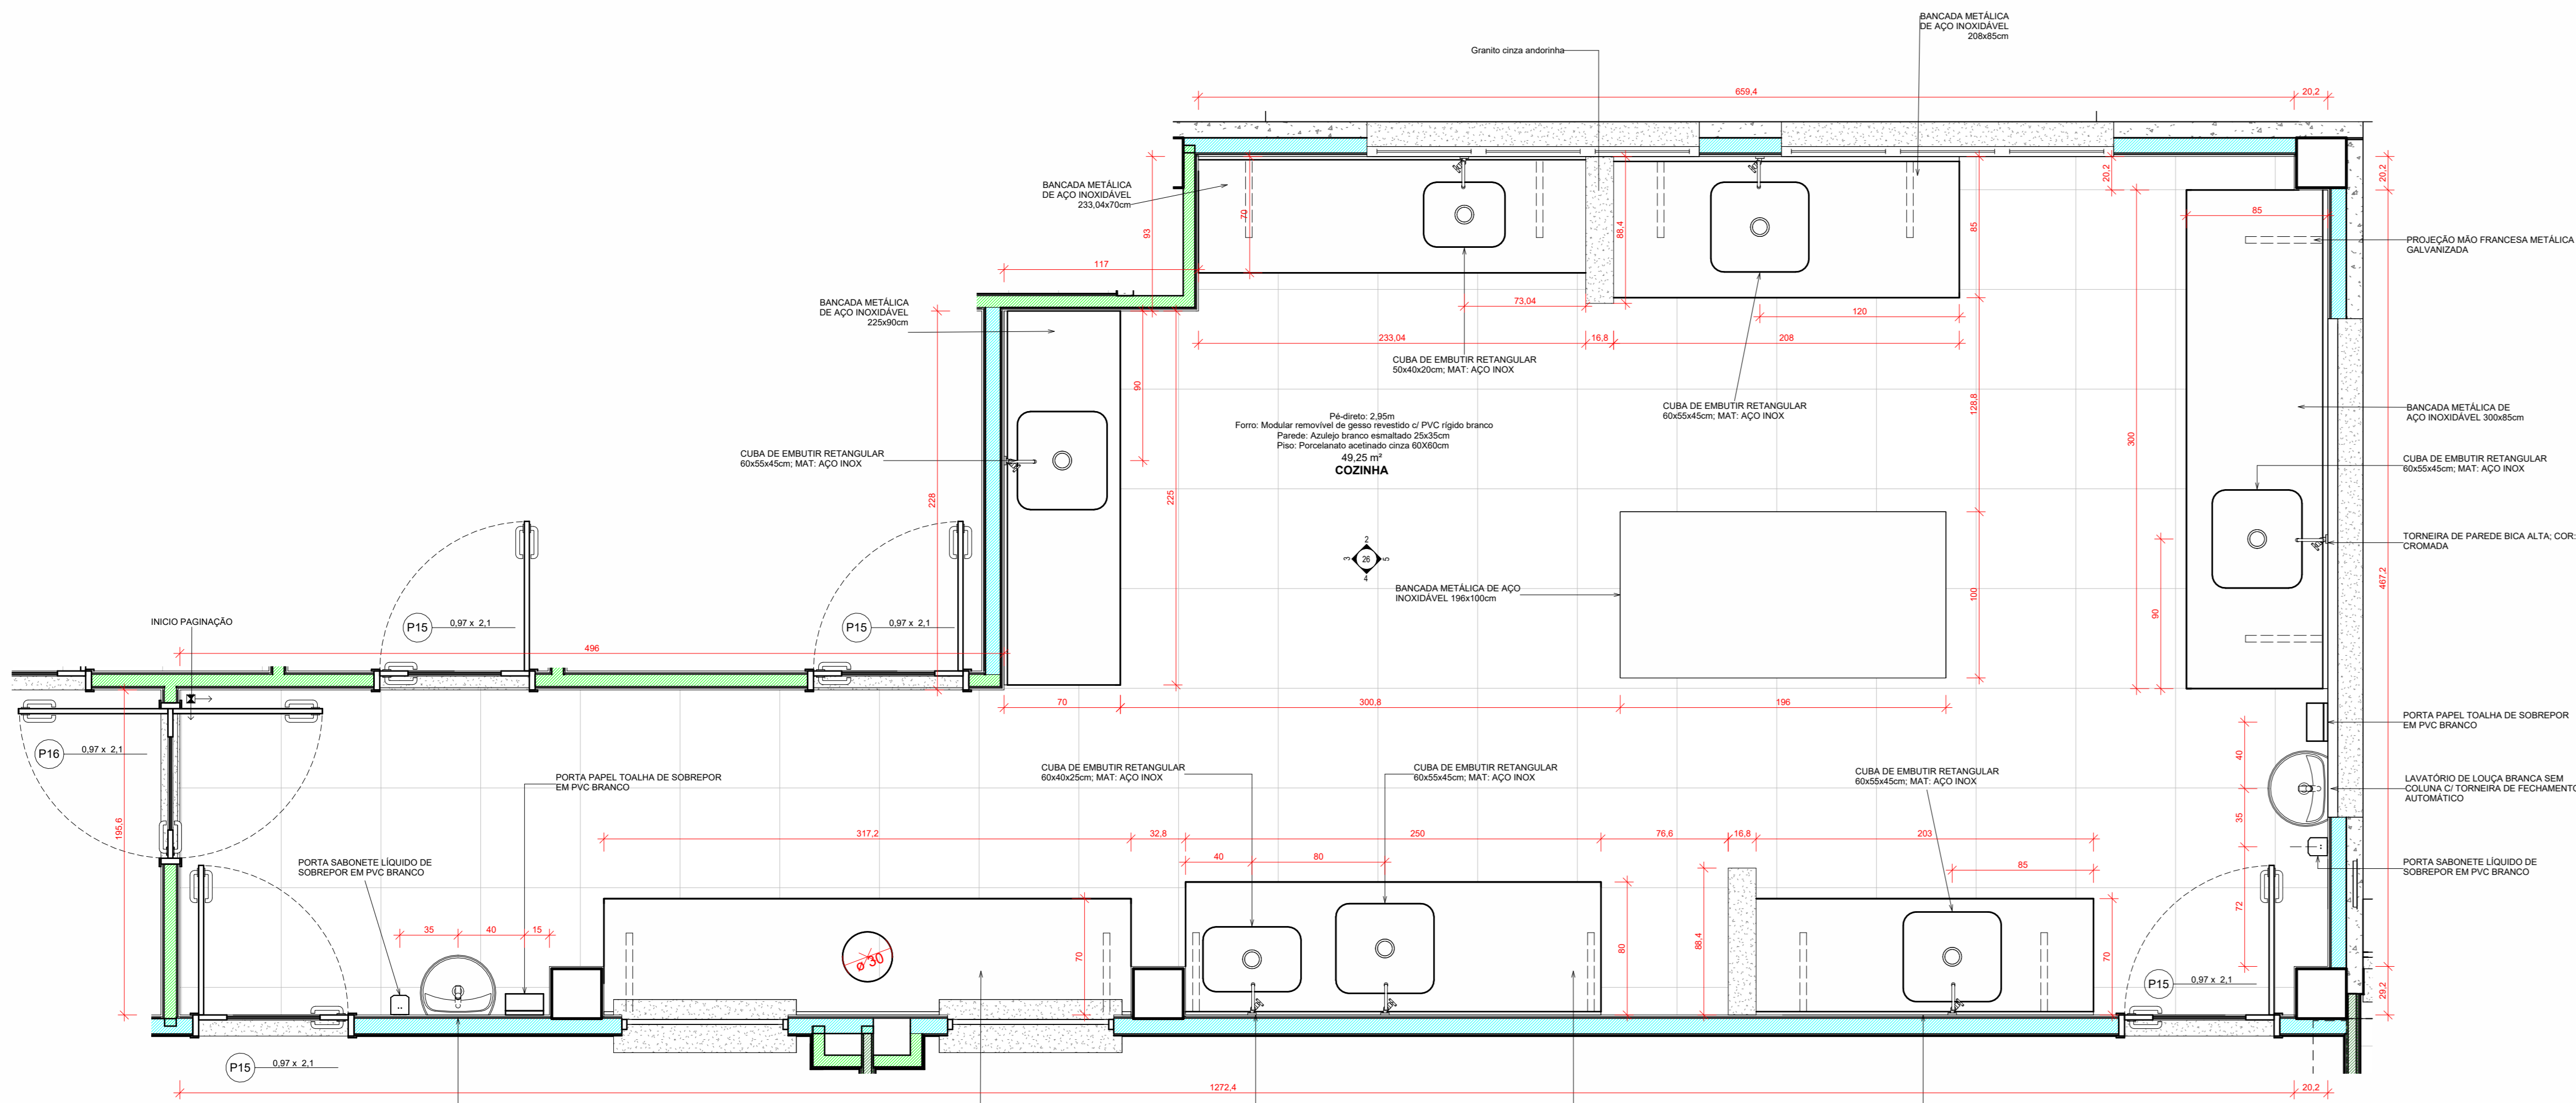 BANCADA METÁLICA
DE AÇO INOXIDÁVEL
208x85cm
Granito cinza andorinha
659,4
20,2
BANCADA METÁLICA
DE AÇO INOXIDÁVEL
233,04x70cm
93
70
88,4
85
20,2
20,2
85
PROJEÇÃO MÃO FRANCESA METÁLICA
GALVANIZADA
117
BANCADA METÁLICA
DE AÇO INOXIDÁVEL
225x90cm
73,04
120
233,04
16,8
208
CUBA DE EMBUTIR RETANGULAR
50x40x20cm; MAT: AÇO INOX
90
CUBA DE EMBUTIR RETANGULAR
60x55x45cm; MAT: AÇO INOX
128,8
BANCADA METÁLICA DE
AÇO INOXIDÁVEL 300x85cm
Pé-direto: 2,95m
Forro: Modular removível de gesso revestido c/ PVC rígido branco
Parede: Azulejo branco esmaltado 25x35cm
Piso: Porcelanato acetinado cinza 60X60cm
49,25 m²
COZINHA
300
CUBA DE EMBUTIR RETANGULAR
60x55x45cm; MAT: AÇO INOX
CUBA DE EMBUTIR RETANGULAR
60x55x45cm; MAT: AÇO INOX
228
225
2
3
26
5
4
TORNEIRA DE PAREDE BICA ALTA; COR:
CROMADA
467,2
BANCADA METÁLICA DE AÇO
INOXIDÁVEL 196x100cm
100
90
INICIO PAGINAÇÃO
P15
0,97 x 2,1
P15
0,97 x 2,1
496
70
300,8
196
PORTA PAPEL TOALHA DE SOBREPOR
EM PVC BRANCO
P16
0,97 x 2,1
40
PORTA PAPEL TOALHA DE SOBREPOR
EM PVC BRANCO
CUBA DE EMBUTIR RETANGULAR
60x40x25cm; MAT: AÇO INOX
CUBA DE EMBUTIR RETANGULAR
60x55x45cm; MAT: AÇO INOX
CUBA DE EMBUTIR RETANGULAR
60x55x45cm; MAT: AÇO INOX
LAVATÓRIO DE LOUÇA BRANCA SEM
COLUNA C/ TORNEIRA DE FECHAMENTO
AUTOMÁTICO
195,6
35
317,2
32,8
250
76,6
16,8
203
40
80
85
PORTA SABONETE LÍQUIDO DE
SOBREPOR EM PVC BRANCO
PORTA SABONETE LÍQUIDO DE
SOBREPOR EM PVC BRANCO
72
35
40
15
ø 30
70
80
88,4
70
P15
0,97 x 2,1
29,2
P15
0,97 x 2,1
1272,4
20,2